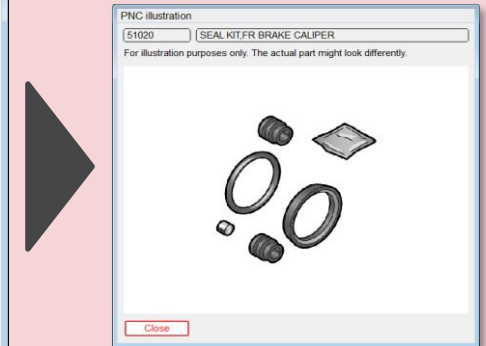 PNC illustration
51020 SEAL KIT,FR BRAKE CALIPER
For illustration purposes only. The actual part might look differently.
Close